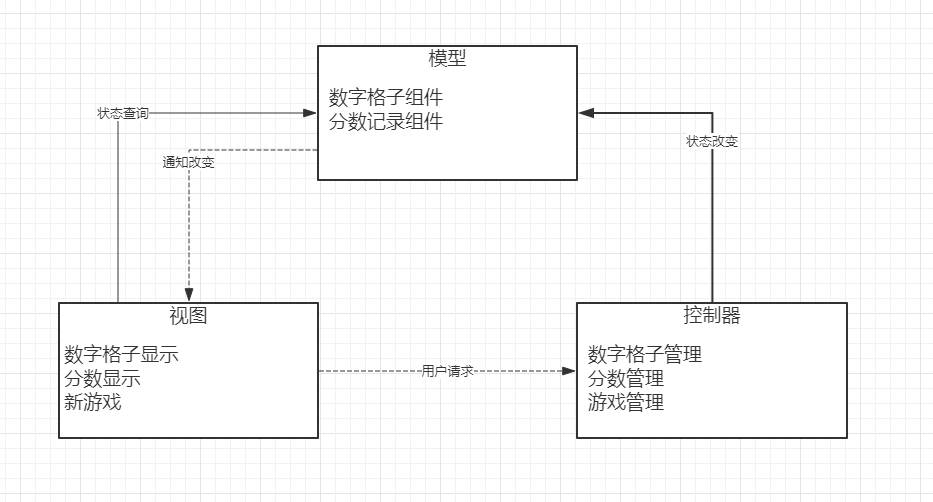 模型
数字格子组件
分数记录组件
状态查询
状态改变
通知改变
视图
数字格子显示
分数显示
新游戏
用户请求
控制器
数字格子管理
分数管理
游戏管理